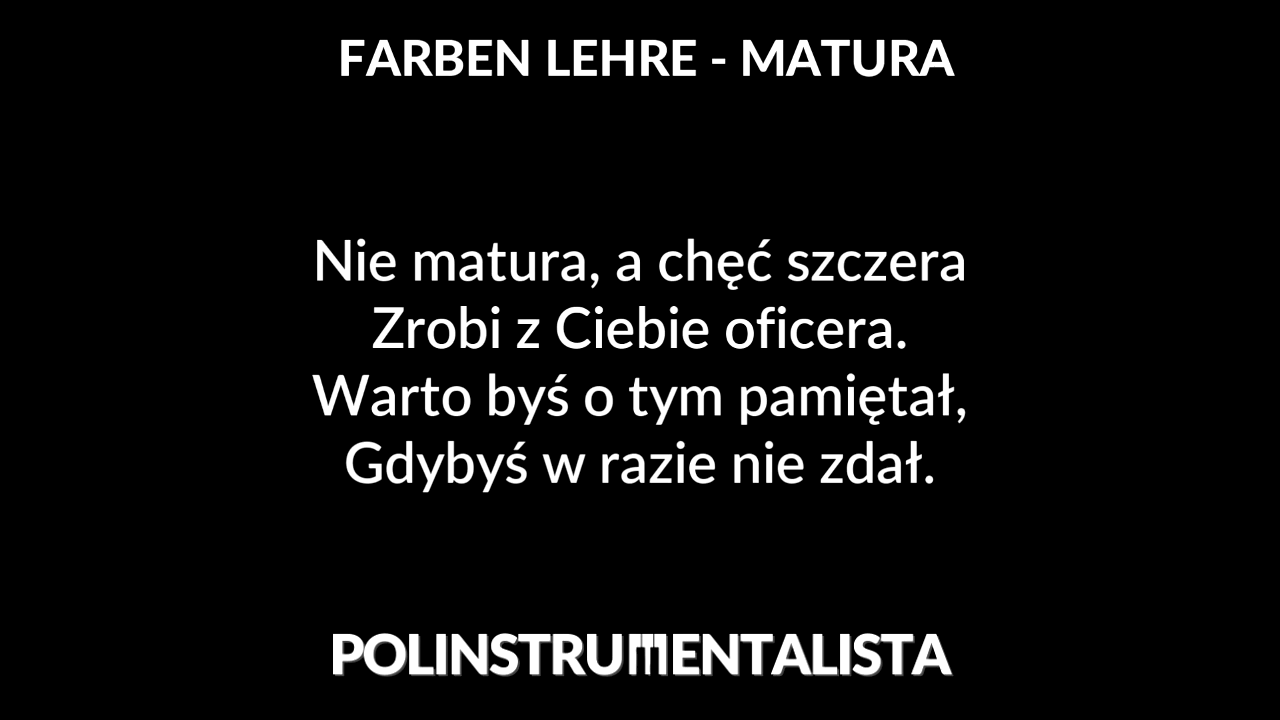 FARBEN LEHRE - MATURA
Nie matura, a chęć szczera
Zrobi z Ciebie oficera.
Warto byś o tym pamiętał,
Gdybyś w razie nie zdał.
POLINSTRUMENTALISTA